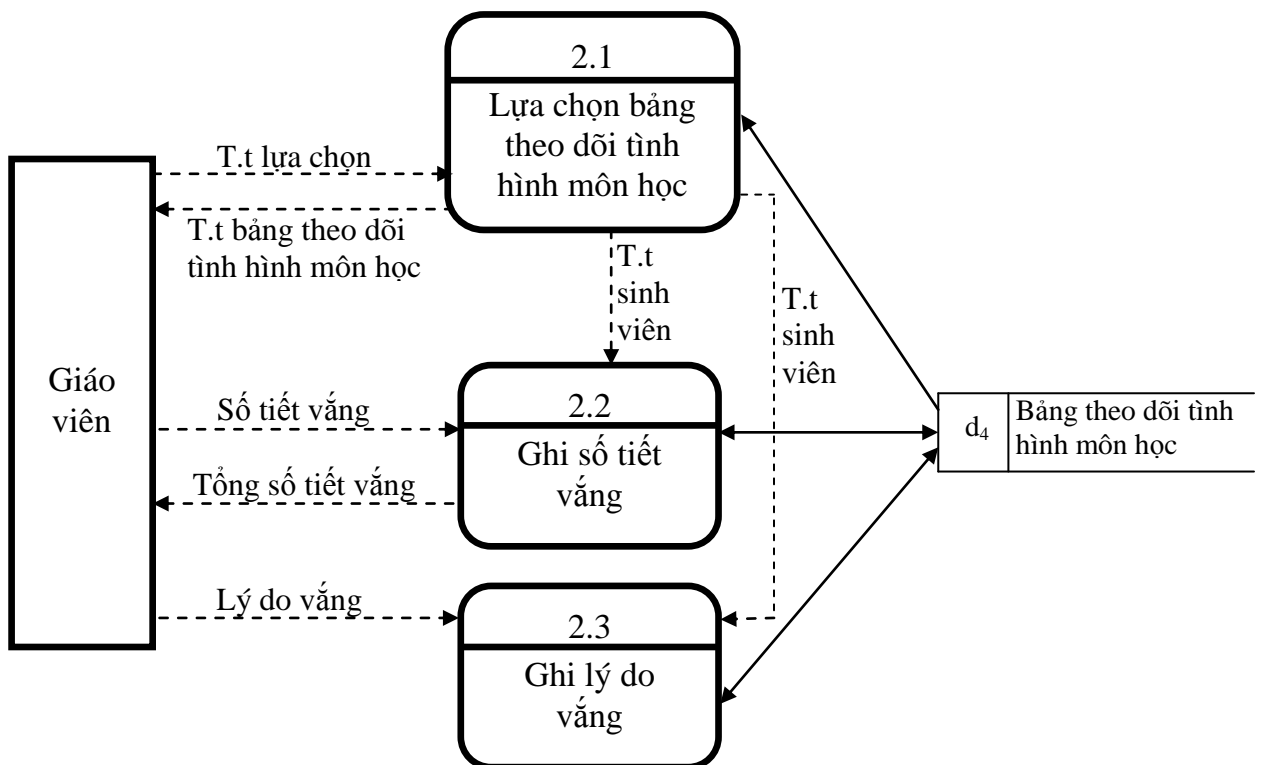 2.1
Lựa chọn bảng
theo dõi tình
hình môn học
T.t lựa chọn
T.t bảng theo dõi
tình hình môn học
T.t
sinh
viên
T.t
sinh
viên
Giáo
viên
Số tiết vắng
Tổng số tiết vắng
2.2
Ghi số tiết
vắng
d₄
Bảng theo dõi tình
hình môn học
Lý do vắng
2.3
Ghi lý do
vắng